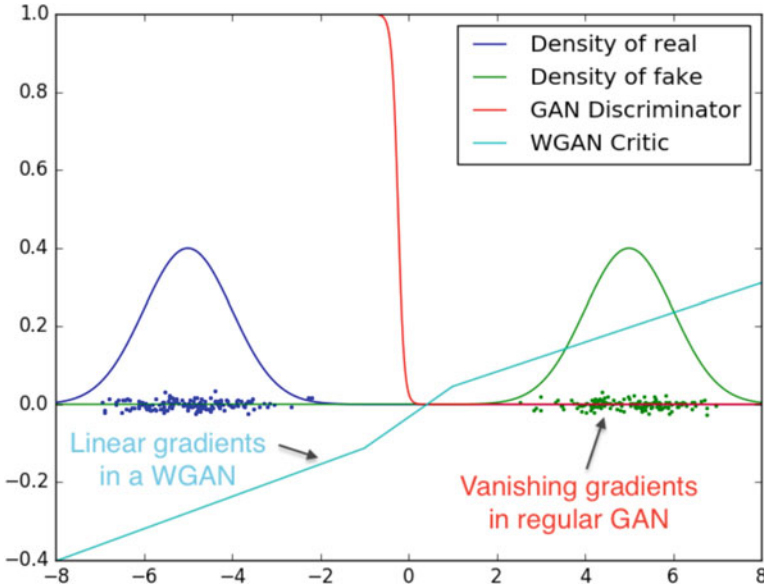 1.0
0.8
0.6
0.4
0.2
0.0
−0.2
−0.4
Density of real
Density of fake
GAN Discriminator
WGAN Critic
Linear gradients
in a WGAN
Vanishing gradients
in regular GAN
−8 −6 −4 −2 0 2 4 6 8